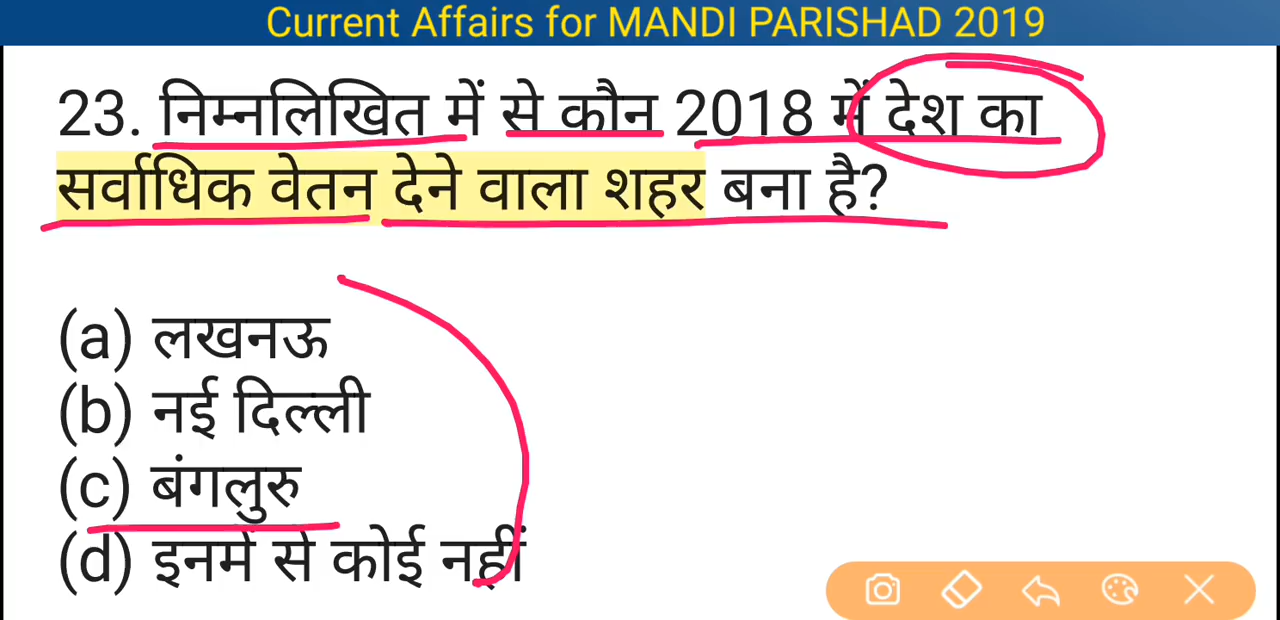 Current Affairs for MANDI PARISHAD 2019
23. निम्नलिखित में से कौन 2018 में देश का
सर्वाधिक वेतन देने वाला शहर बना है?
(a) लखनऊ
(b) नई दिल्ली
(c) बंगलुरु
(d) इनमे से कोई नहीं